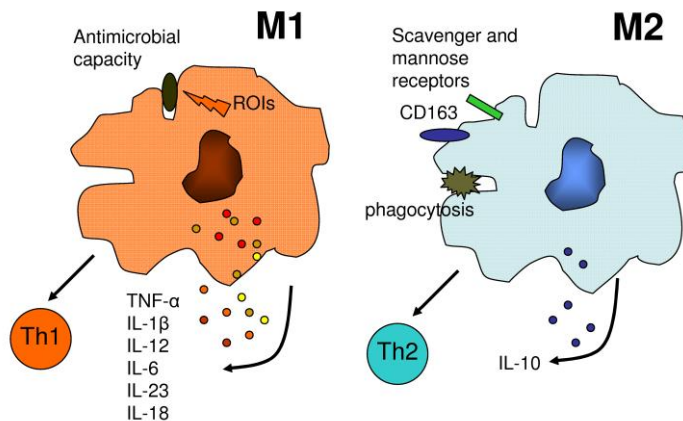 M1
Antimicrobial
capacity
ROIs
TNF-α
IL-1β
IL-12
IL-6
IL-23
IL-18
Th1
M2
Scavenger and
mannose
receptors
CD163
phagocytosis
Th2
IL-10